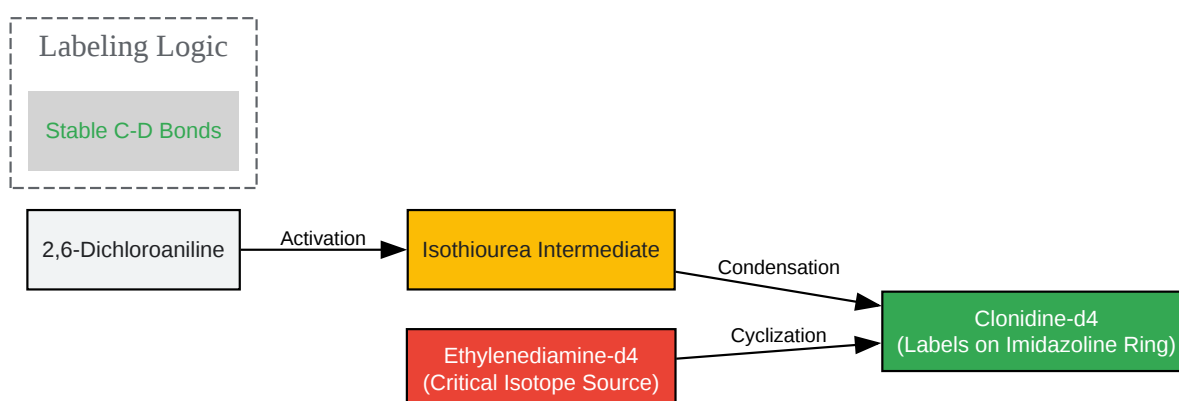 Labeling Logic
Stable C-D Bonds
2,6-Dichloroaniline
Activation
Isothiourea Intermediate
Condensation
Ethylenediamine-d4
(Critical Isotope Source)
Cyclization
Clonidine-d4
(Labels on Imidazoline Ring)